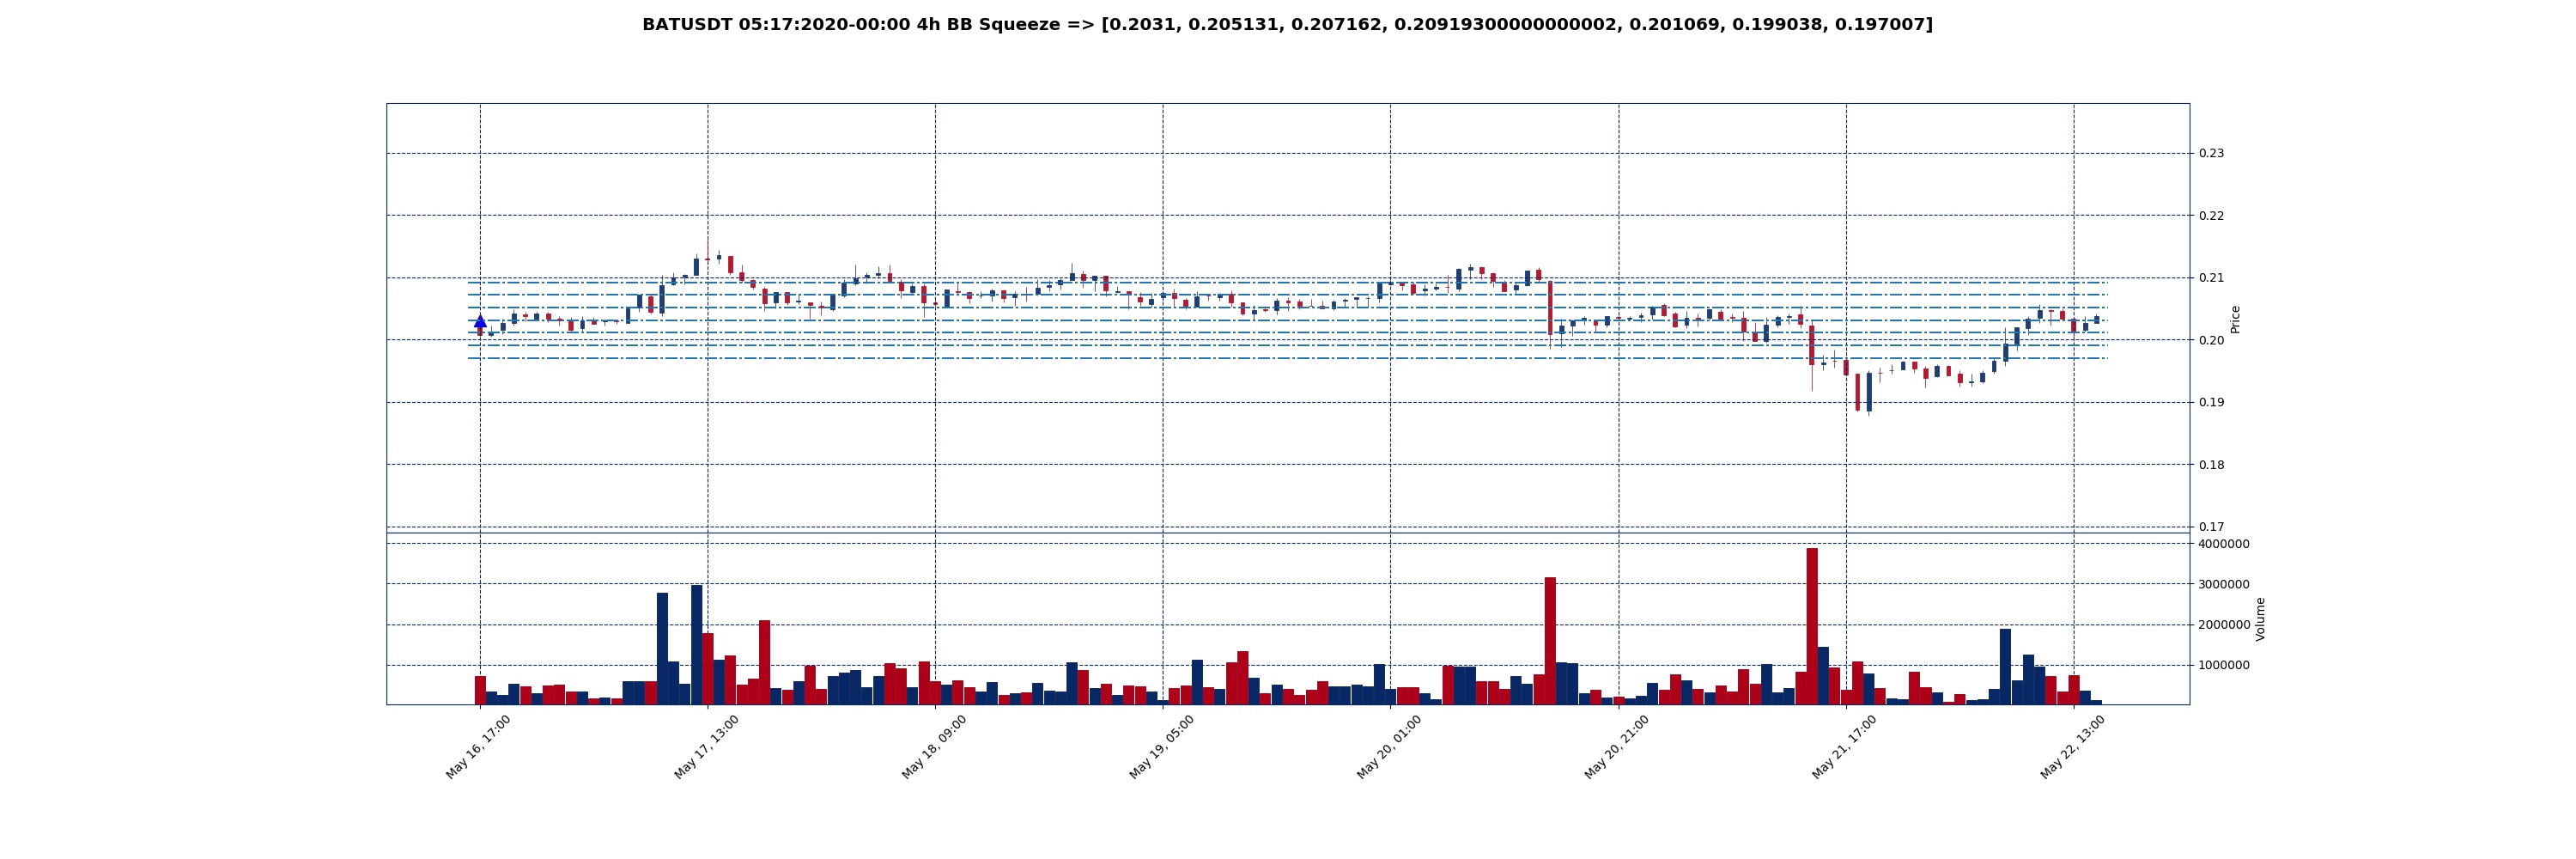 BATUSDT 05:17:2020-00:00 4h BB Squeeze => [0.2031, 0.205131, 0.207162, 0.20919300000000002, 0.201069, 0.199038, 0.197007]
0.23
0.22
0.21
0.20
0.19
0.18
0.17
Price
4000000
3000000
2000000
1000000
Volume
May 16, 17:00
May 17, 13:00
May 18, 09:00
May 19, 05:00
May 20, 01:00
May 20, 21:00
May 21, 17:00
May 22, 13:00